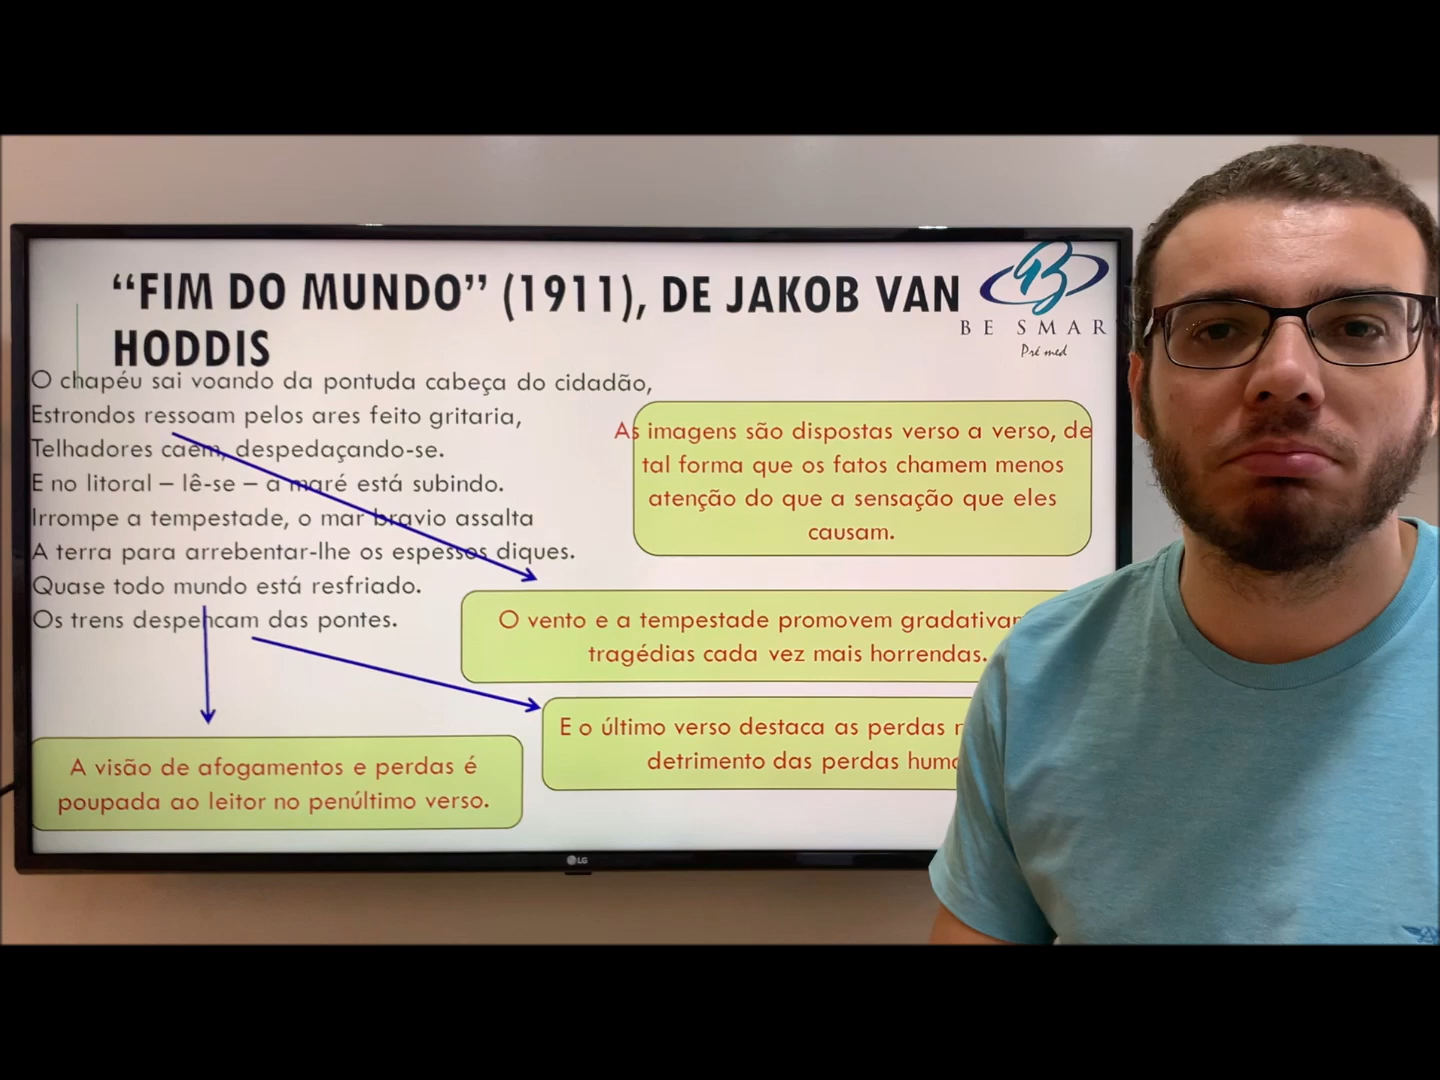 “FIM DO MUNDO” (1911), DE JAKOB VAN
HODDIS
BE SMAR
Pré med
O chapéu sai voando da pontuda cabeça do cidadão,
Estrondos ressoam pelos ares feito gritaria,
Telhadores caem, despedaçando-se.
E no litoral – lê-se – a maré está subindo.
Irrompe a tempestade, o mar bravio assalta
A terra para arrebentar-lhe os espessos diques.
Quase todo mundo está resfriado.
Os trens despencam das pontes.
As imagens são dispostas verso a verso, de
tal forma que os fatos chamem menos
atenção do que a sensação que eles
causam.
O vento e a tempestade promovem
tragédias cada vez mais horrendas.
E o último verso destaca as perdas
detrimento das perdas
A visão de afogamentos e perdas é
poupada ao leitor no penúltimo verso.
LG